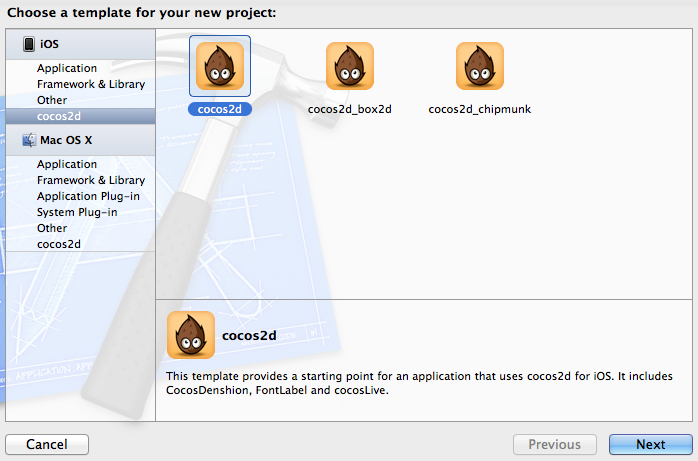 Choose a template for your new project:
iOS
Application
Framework & Library
Other
cocos2d
Mac OS X
Application
Framework & Library
Application Plug-in
System Plug-in
Other
cocos2d
cocos2d
cocos2d_box2d
cocos2d_chipmunk
cocos2d
This template provides a starting point for an application that uses cocos2d for iOS. It includes
CocosDenshion, FontLabel and cocosLive.
Cancel
Previous
Next